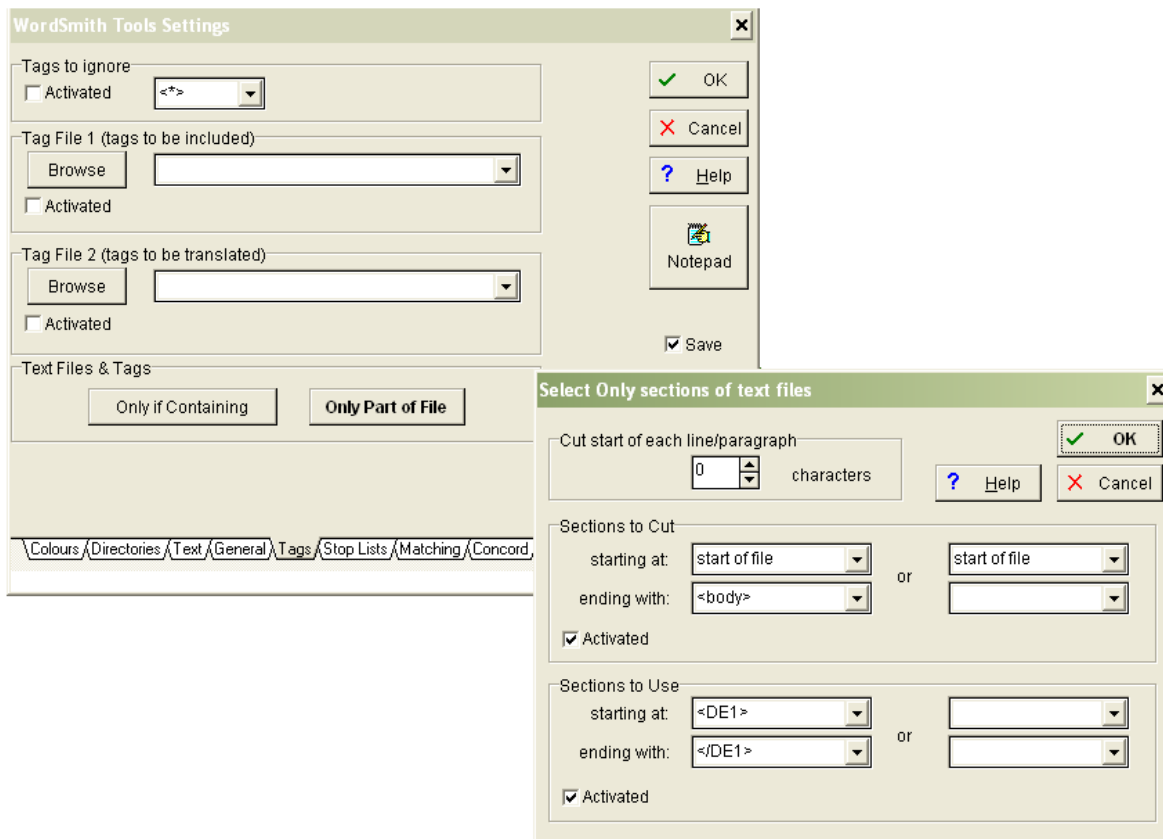 WordSmith Tools Settings
Tags to ignore
Activated <*>
OK
Cancel
Tag File 1 (tags to be included)
Browse
? Help
Activated
Notepad
Tag File 2 (tags to be translated)
Browse
Activated
Save
Text Files & Tags
Only if Containing Only Part of File
Colours Directories Text General Tags Stop Lists Matching Concord
Select Only sections of text files
Cut start of each line/paragraph
0 characters
OK
? Help Cancel
Sections to Cut
starting at: start of file or start of file
ending with: <body>
Activated
Sections to Use
starting at: <DE1> or
ending with: </DE1>
Activated